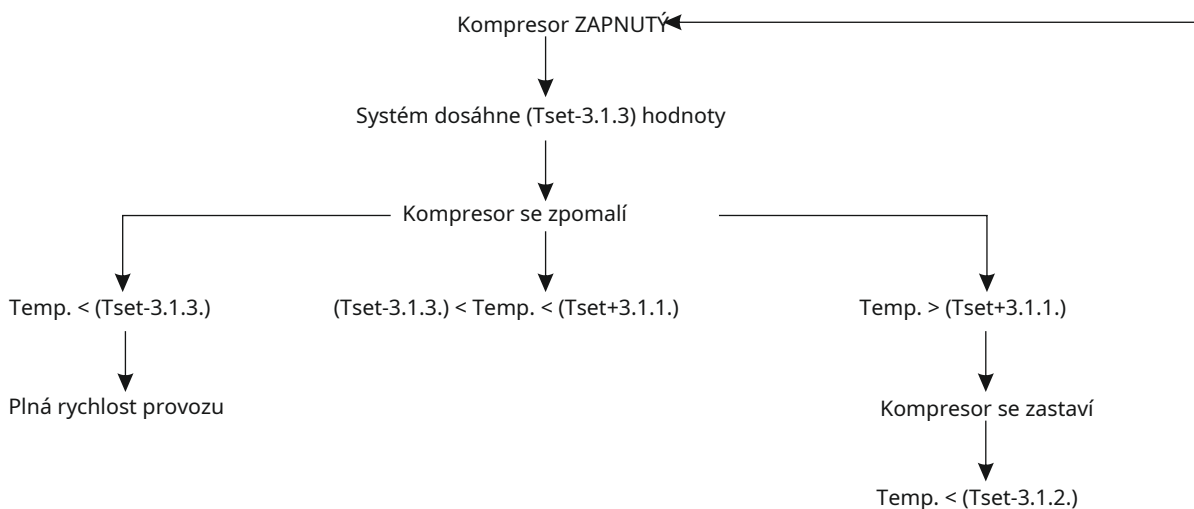 Kompresor ZAPNUTÝ
Systém dosáhne (Tset-3.1.3) hodnoty
Kompresor se zpomalí
Temp. < (Tset-3.1.3.)
(Tset-3.1.3.) < Temp. < (Tset+3.1.1.)
Temp. > (Tset+3.1.1.)
Plná rychlost provozu
Kompresor se zastaví
Temp. < (Tset-3.1.2.)